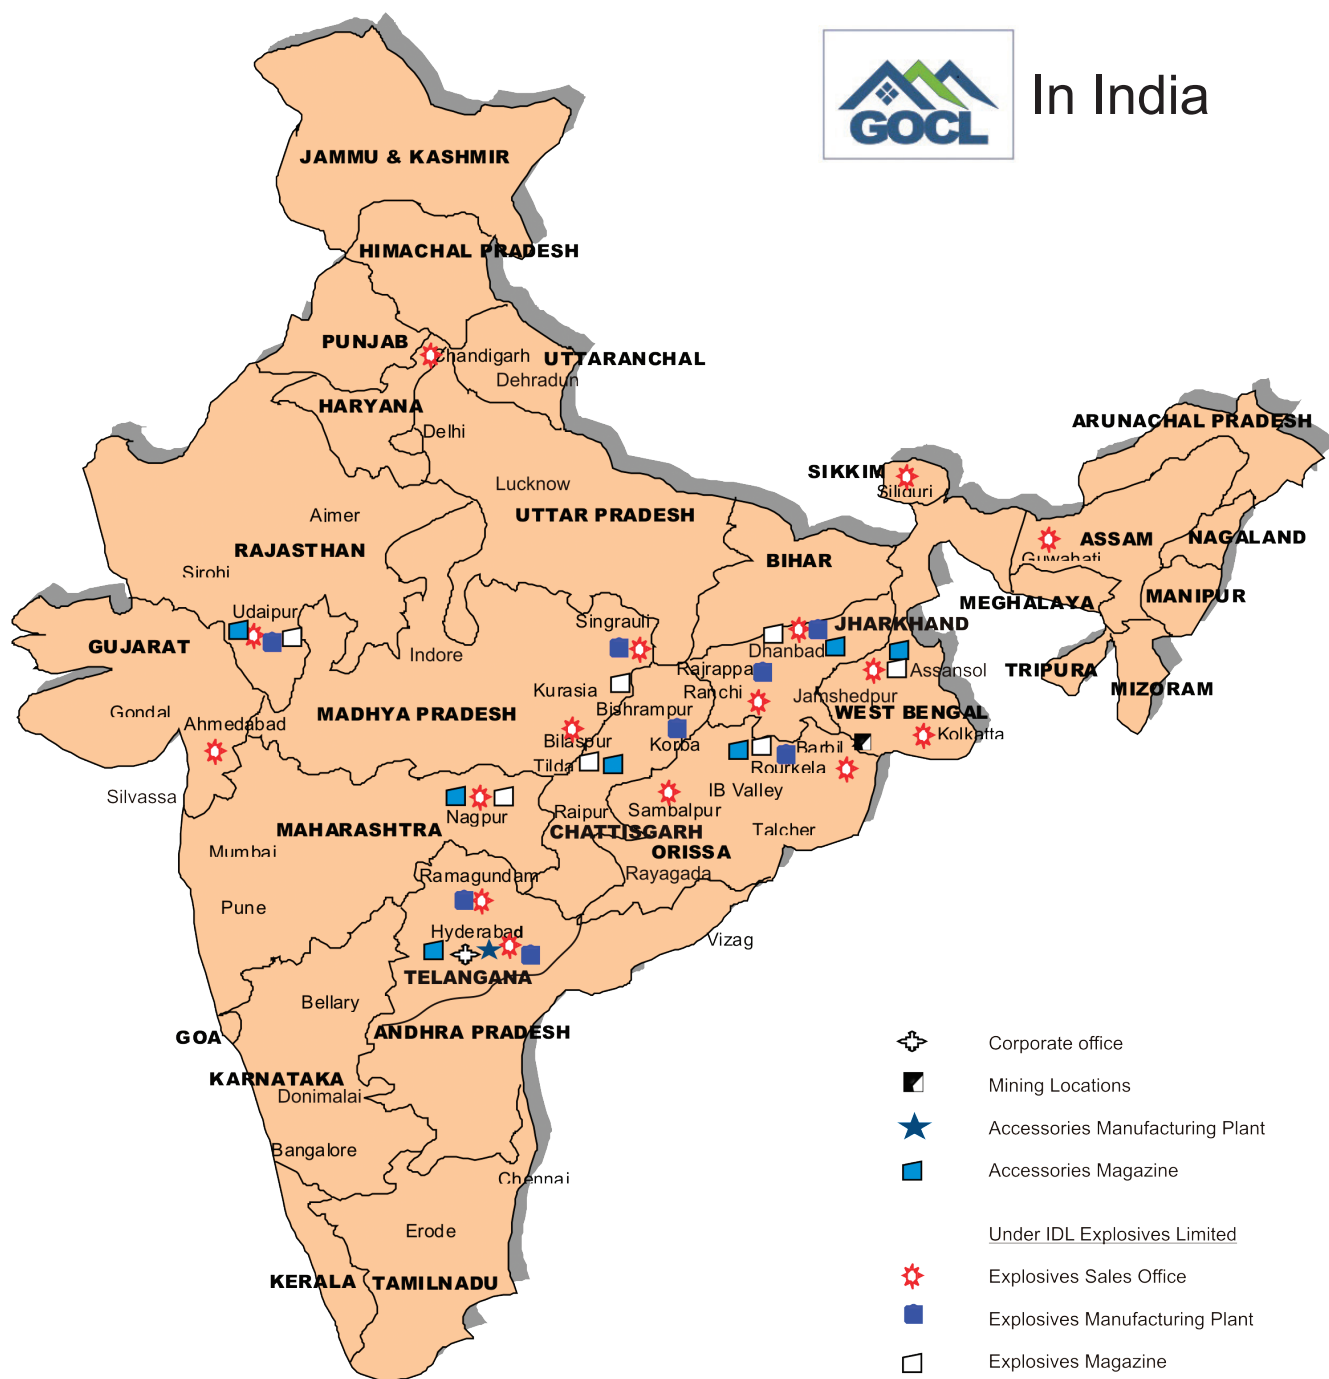 GOCL
In India
JAMMU & KASHMIR
HIMACHAL PRADESH
PUNJAB
Chandigarh
UTTARANCHAL
Dehradun
HARYANA
Delhi
ARUNACHAL PRADESH
SIKKIM
Siliguri
Lucknow
UTTAR PRADESH
Aimer
RAJASTHAN
Sirohi
BIHAR
ASSAM
NAGALAND
Guwahati
MEGHALAYA
MANIPUR
Udaipur
Singrauli
JHARKHAND
GUJARAT
Indore
Dhanbad
Rajrappa
Assansol
TRIPURA
MIZORAM
Kurasia
Ranchi
Jamshedpur
Bishrampur
Gondal
Ahmedabad
MADHYA PRADESH
WEST BENGAL
Kolkatta
Bilaspur
Korba
Barbil
Tilda
Rourkela
Silvassa
IB Valley
Nagpur
Raipur
Sambalpur
MAHARASHTRA
CHATTISGARH
Talcher
Mumbai
ORISSA
Ramagundam
Rayagada
Pune
Hyderabad
Vizag
TELANGANA
Bellary
GOA
ANDHRA PRADESH
KARNATAKA
Donimalai
Bangalore
Chennai
Erode
KERALA
TAMILNADU
Corporate office
Mining Locations
Accessories Manufacturing Plant
Accessories Magazine
Under IDL Explosives Limited
Explosives Sales Office
Explosives Manufacturing Plant
Explosives Magazine